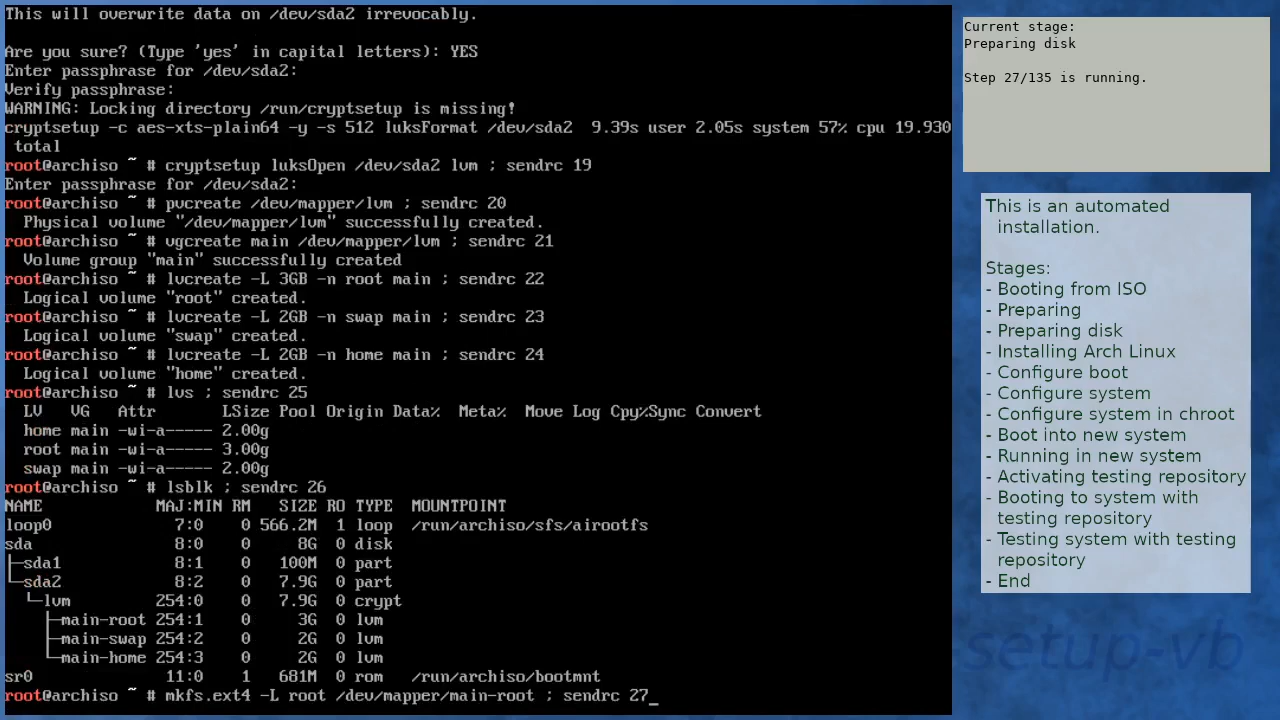 This will overwrite data on /dev/sda2 irrevocably.
Are you sure? (Type 'yes' in capital letters): YES
Enter passphrase for /dev/sda2:
Verify passphrase:
WARNING: Locking directory /run/cryptsetup is missing!
cryptsetup -c aes-xts-plain64 -y -s 512 luksFormat /dev/sda2  9.39s user 2.05s system 57% cpu 19.930
 total
root@archiso ~ # cryptsetup luksOpen /dev/sda2 lvm ; sendrc 19
Enter passphrase for /dev/sda2:
root@archiso ~ # pvcreate /dev/mapper/lvm ; sendrc 20
  Physical volume "/dev/mapper/lvm" successfully created.
root@archiso ~ # vgcreate main /dev/mapper/lvm ; sendrc 21
  Volume group "main" successfully created
root@archiso ~ # lvcreate -L 3GB -n root main ; sendrc 22
  Logical volume "root" created.
root@archiso ~ # lvcreate -L 2GB -n swap main ; sendrc 23
  Logical volume "swap" created.
root@archiso ~ # lvcreate -L 2GB -n home main ; sendrc 24
  Logical volume "home" created.
root@archiso ~ # lvs ; sendrc 25
  LV   VG   Attr       LSize Pool Origin Data%  Meta%  Move Log Cpy%Sync Convert
  home main -wi-a----- 2.00g
  root main -wi-a----- 3.00g
  swap main -wi-a----- 2.00g
root@archiso ~ # lsblk ; sendrc 26
NAME            MAJ:MIN RM   SIZE RO TYPE  MOUNTPOINT
loop0             7:0    0 566.2M  1 loop  /run/archiso/sfs/airootfs
sda               8:0    0     8G  0 disk
├─sda1            8:1    0   100M  0 part
└─sda2            8:2    0   7.9G  0 part
  └─lvm         254:0    0   7.9G  0 crypt
    ├─main-root 254:1    0     3G  0 lvm
    ├─main-swap 254:2    0     2G  0 lvm
    └─main-home 254:3    0     2G  0 lvm
sr0              11:0    1   681M  0 rom   /run/archiso/bootmnt
root@archiso ~ # mkfs.ext4 -L root /dev/mapper/main-root ; sendrc 27_
Current stage:
Preparing disk
Step 27/135 is running.
This is an automated
installation.
Stages:
- Booting from ISO
- Preparing
- Preparing disk
- Installing Arch Linux
- Configure boot
- Configure system
- Configure system in chroot
- Boot into new system
- Running in new system
- Activating testing repository
- Booting to system with
testing repository
- Testing system with testing
repository
- End
setup-vb